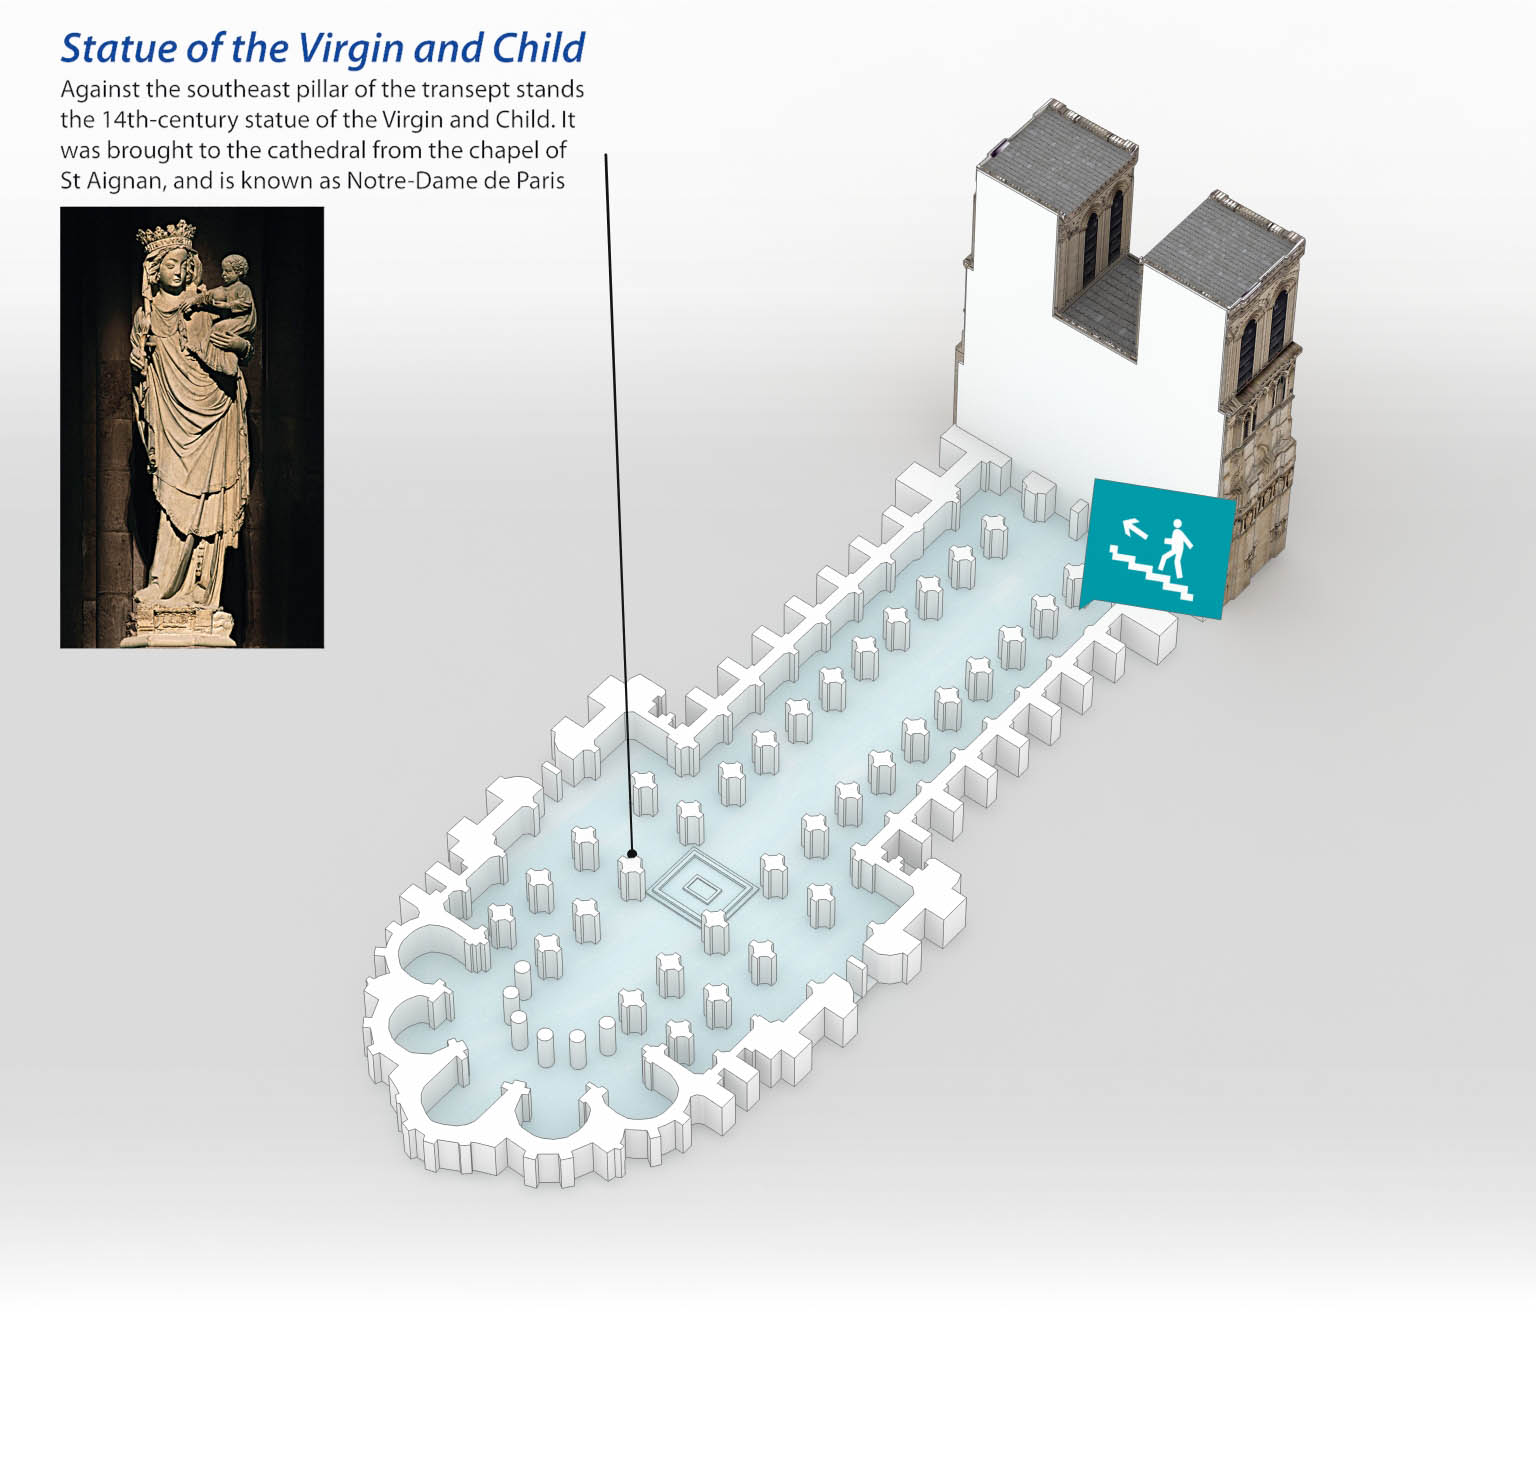 Statue of the Virgin and Child
Against the southeast pillar of the transept stands
the 14th-century statue of the Virgin and Child. It
was brought to the cathedral from the chapel of
St Aignan, and is known as Notre-Dame de Paris